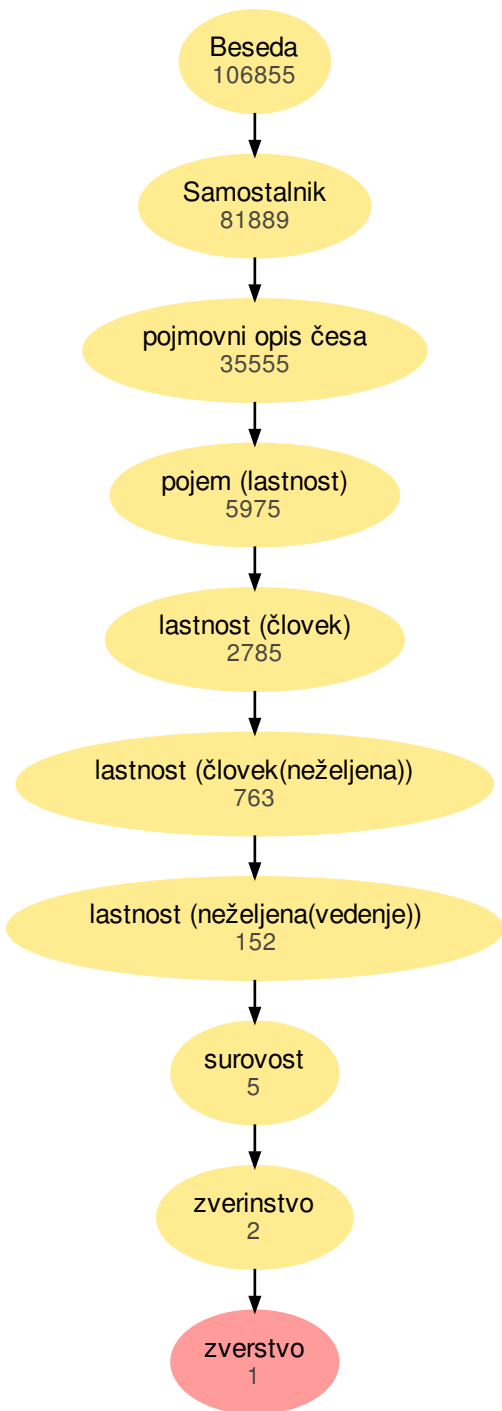 Beseda
106855
Samostalnik
81889
pojmovni opis česa
35555
pojem (lastnost)
5975
lastnost (človek)
2785
lastnost (človek(neželjena))
763
lastnost (neželjena(vedenje))
152
surovost
5
zverinstvo
2
zverstvo
1